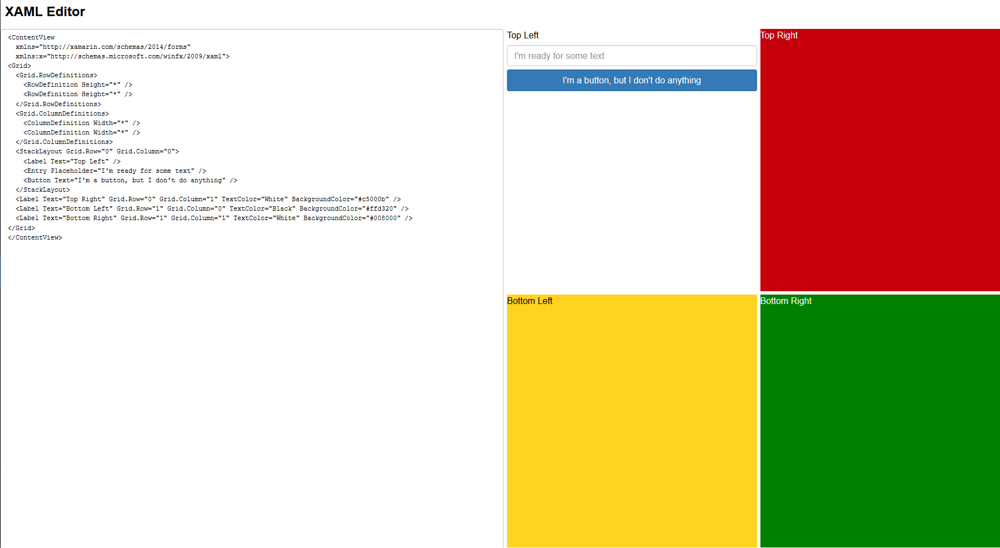 XAML Editor
<ContentView
  xmlns="http://xamarin.com/schemas/2014/forms"
  xmlns:x="http://schemas.microsoft.com/winfx/2009/xaml">
<Grid>
  <Grid.RowDefinitions>
    <RowDefinition Height="*" />
    <RowDefinition Height="*" />
  </Grid.RowDefinitions>
  <Grid.ColumnDefinitions>
    <ColumnDefinition Width="*" />
    <ColumnDefinition Width="*" />
  </Grid.ColumnDefinitions>
  <StackLayout Grid.Row="0" Grid.Column="0">
    <Label Text="Top Left" />
    <Entry Placeholder="I'm ready for some text" />
    <Button Text="I'm a button, but I don't do anything" />
  </StackLayout>
  <Label Text="Top Right" Grid.Row="0" Grid.Column="1" TextColor="White" BackgroundColor="#c5000b" />
  <Label Text="Bottom Left" Grid.Row="1" Grid.Column="0" TextColor="Black" BackgroundColor="#ffd320" />
  <Label Text="Bottom Right" Grid.Row="1" Grid.Column="1" TextColor="White" BackgroundColor="#008000" />
</Grid>
</ContentView>
Top Left
I'm ready for some text
I'm a button, but I don't do anything
Top Right
Bottom Left
Bottom Right